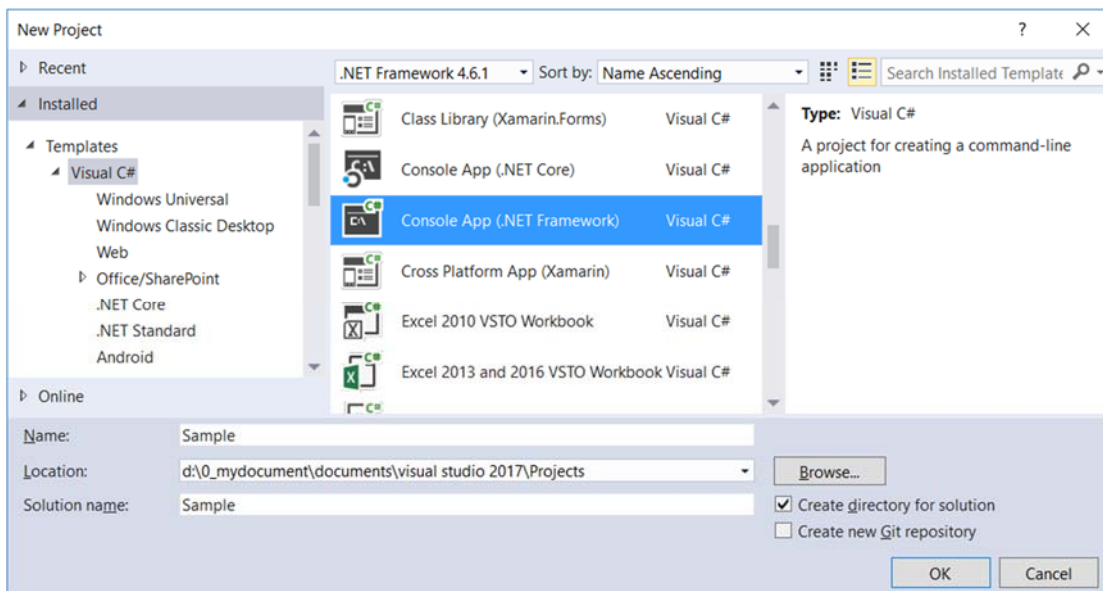 New Project
?
Recent
Installed
Templates
Visual C#
Windows Universal
Windows Classic Desktop
Web
Office/SharePoint
.NET Core
.NET Standard
Android
Online
.NET Framework 4.6.1
Sort by: Name Ascending
Search Installed Template
Class Library (Xamarin.Forms) Visual C#
Console App (.NET Core) Visual C#
Console App (.NET Framework) Visual C#
Cross Platform App (Xamarin) Visual C#
Excel 2010 VSTO Workbook Visual C#
Excel 2013 and 2016 VSTO Workbook Visual C#
Type: Visual C#
A project for creating a command-line
application
Name: Sample
Location: d:\0_mydocument\documents\visual studio 2017\Projects
Browse...
Solution name: Sample
Create directory for solution
Create new Git repository
OK
Cancel